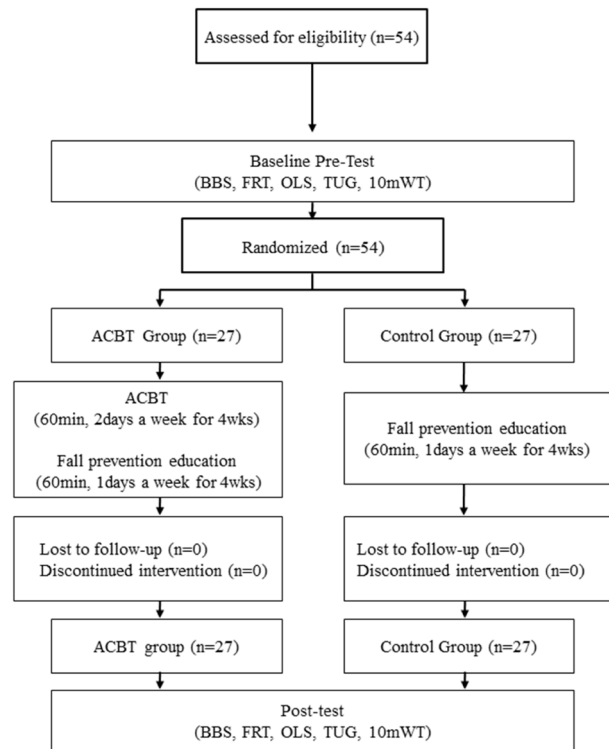 Assessed for eligibility (n=54)
Baseline Pre-Test
(BBS, FRT, OLS, TUG, 10mWT)
Randomized (n=54)
ACBT Group (n=27)
Control Group (n=27)
ACBT
(60min, 2days a week for 4wks)
Fall prevention education
(60min, 1days a week for 4wks)
Fall prevention education
(60min, 1days a week for 4wks)
Lost to follow-up (n=0)
Discontinued intervention (n=0)
Lost to follow-up (n=0)
Discontinued intervention (n=0)
ACBT group (n=27)
Control Group (n=27)
Post-test
(BBS, FRT, OLS, TUG, 10mWT)